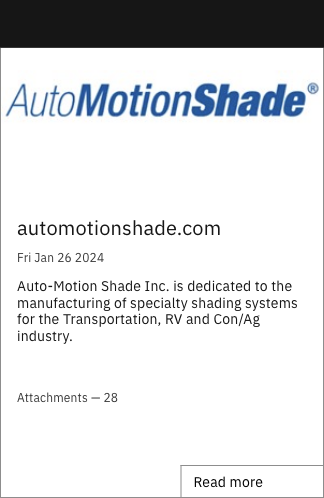 AutoMotionShade®
automotionshade.com
Fri Jan 26 2024
Auto-Motion Shade Inc. is dedicated to the
manufacturing of specialty shading systems
for the Transportation, RV and Con/Ag
industry.
Attachments — 28
Read more